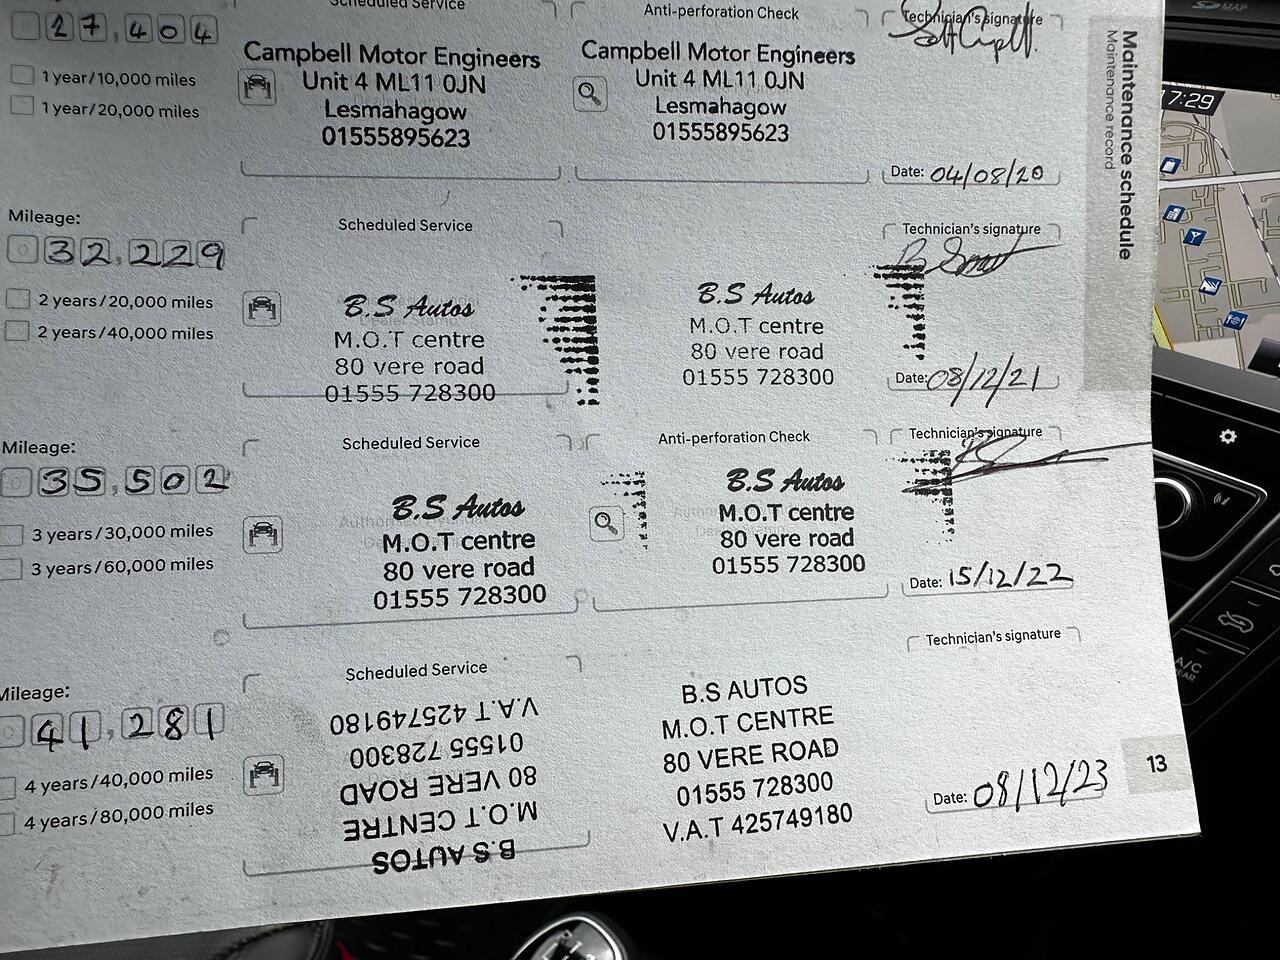 Scheduled Service
Anti-perforation Check
Technician's signature
27,404
1 year/10,000 miles
1 year/20,000 miles
Campbell Motor Engineers
Unit 4 ML11 0JN
Lesmahagow
01555895623
Campbell Motor Engineers
Unit 4 ML11 0JN
Lesmahagow
01555895623
Date: 04/08/20
Mileage:
32,229
2 years/20,000 miles
2 years/40,000 miles
Scheduled Service
B.S Autos
M.O.T centre
80 vere road
01555 728300
B.S Autos
M.O.T centre
80 vere road
01555 728300
Technician's signature
Date: 08/12/21
Mileage:
35,502
3 years/30,000 miles
3 years/60,000 miles
Scheduled Service
B.S Autos
M.O.T centre
80 vere road
01555 728300
Anti-perforation Check
B.S Autos
M.O.T centre
80 vere road
01555 728300
Technician's signature
Date: 15/12/22
Mileage:
41,281
4 years/40,000 miles
4 years/80,000 miles
Scheduled Service
B.S AUTOS
M.O.T CENTRE
80 VERE ROAD
01555 728300
V.A.T 425749180
B.S AUTOS
M.O.T CENTRE
80 VERE ROAD
01555 728300
V.A.T 425749180
Technician's signature
Date: 08/12/23
Maintenance schedule
Maintenance record
13
MAP
7:29
A/C